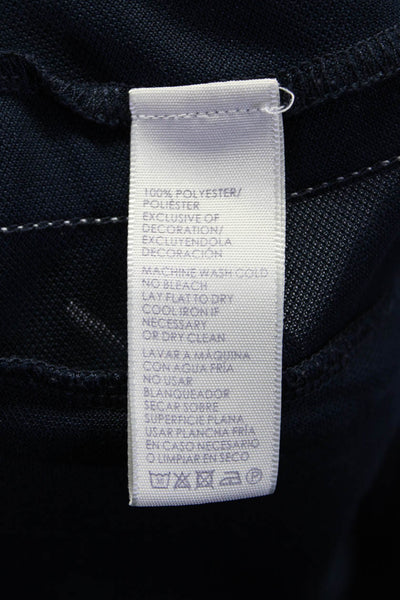 100% POLYESTER/
POLIÉSTER
EXCLUSIVE OF
DECORATION/
EXCLUYENDOLA
DECORACIÓN
MACHINE WASH COLD
NO BLEACH
LAY FLAT TO DRY
COOL IRON IF
NECESSARY
OR DRY CLEAN
LAVAR A MÁQUINA
CON AGUA FRÍA
NO USAR
BLANQUEADOR
SECAR SOBRE
SUPERFICIE PLANA
USAR PLANCHA FRÍA
EN CASO NECESARIO
O LIMPIAR EN SECO
P